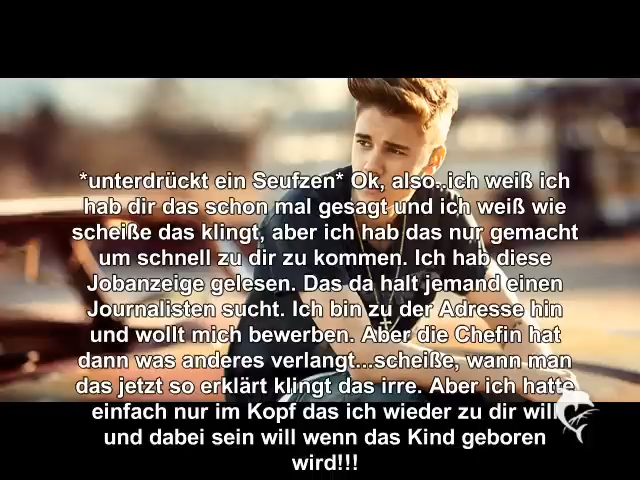 *unterdrückt ein Seufzen* Ok, also..ich weiß ich
hab dir das schon mal gesagt und ich weiß wie
scheiße das klingt, aber ich hab das nur gemacht
um schnell zu dir zu kommen. Ich hab diese
Jobanzeige gelesen. Das da halt jemand einen
Journalisten sucht. Ich bin zu der Adresse hin
und wollt mich bewerben. Aber die Chefin hat
dann was anderes verlangt...scheiße, wann man
das jetzt so erklärt klingt das irre. Aber ich hatte
einfach nur im Kopf das ich wieder zu dir will
und dabei sein will wenn das Kind geboren
wird!!!